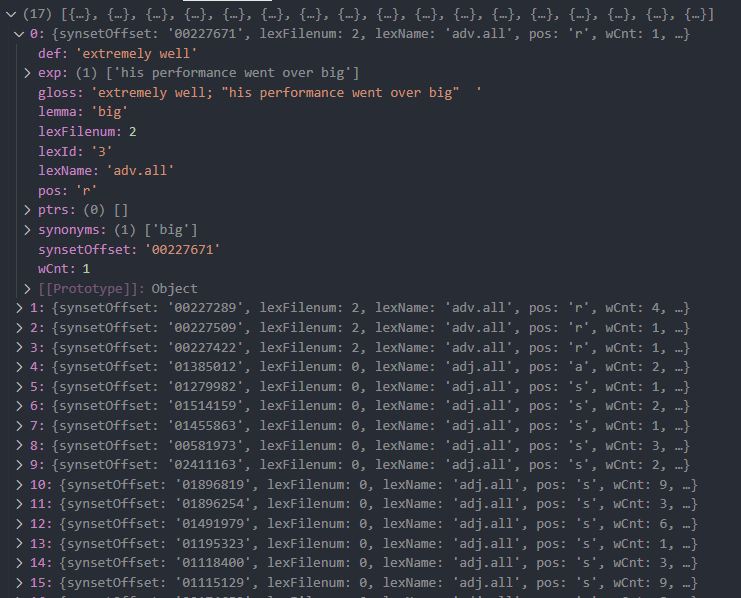 (17) [{…}, {…}, {…}, {…}, {…}, {…}, {…}, {…}, {…}, {…}, {…}, {…}, {…}, {…}, {…}, {…}, {…}]
0: {synsetOffset: '00227671', lexFilenum: 2, lexName: 'adv.all', pos: 'r', wCnt: 1, …}
def: 'extremely well'
exp: (1) ['his performance went over big']
gloss: 'extremely well; "his performance went over big"  '
lemma: 'big'
lexFilenum: 2
lexId: '3'
lexName: 'adv.all'
pos: 'r'
ptrs: (0) []
synonyms: (1) ['big']
synsetOffset: '00227671'
wCnt: 1
[[Prototype]]: Object
1: {synsetOffset: '00227289', lexFilenum: 2, lexName: 'adv.all', pos: 'r', wCnt: 4, …}
2: {synsetOffset: '00227509', lexFilenum: 2, lexName: 'adv.all', pos: 'r', wCnt: 1, …}
3: {synsetOffset: '00227422', lexFilenum: 2, lexName: 'adv.all', pos: 'r', wCnt: 1, …}
4: {synsetOffset: '01385012', lexFilenum: 0, lexName: 'adj.all', pos: 'a', wCnt: 2, …}
5: {synsetOffset: '01279982', lexFilenum: 0, lexName: 'adj.all', pos: 's', wCnt: 1, …}
6: {synsetOffset: '01514159', lexFilenum: 0, lexName: 'adj.all', pos: 's', wCnt: 2, …}
7: {synsetOffset: '01455863', lexFilenum: 0, lexName: 'adj.all', pos: 's', wCnt: 1, …}
8: {synsetOffset: '00581973', lexFilenum: 0, lexName: 'adj.all', pos: 's', wCnt: 3, …}
9: {synsetOffset: '02411163', lexFilenum: 0, lexName: 'adj.all', pos: 's', wCnt: 2, …}
10: {synsetOffset: '01896819', lexFilenum: 0, lexName: 'adj.all', pos: 's', wCnt: 9, …}
11: {synsetOffset: '01896254', lexFilenum: 0, lexName: 'adj.all', pos: 's', wCnt: 3, …}
12: {synsetOffset: '01491979', lexFilenum: 0, lexName: 'adj.all', pos: 's', wCnt: 6, …}
13: {synsetOffset: '01195323', lexFilenum: 0, lexName: 'adj.all', pos: 's', wCnt: 1, …}
14: {synsetOffset: '01118400', lexFilenum: 0, lexName: 'adj.all', pos: 's', wCnt: 3, …}
15: {synsetOffset: '01115129', lexFilenum: 0, lexName: 'adj.all', pos: 's', wCnt: 9, …}